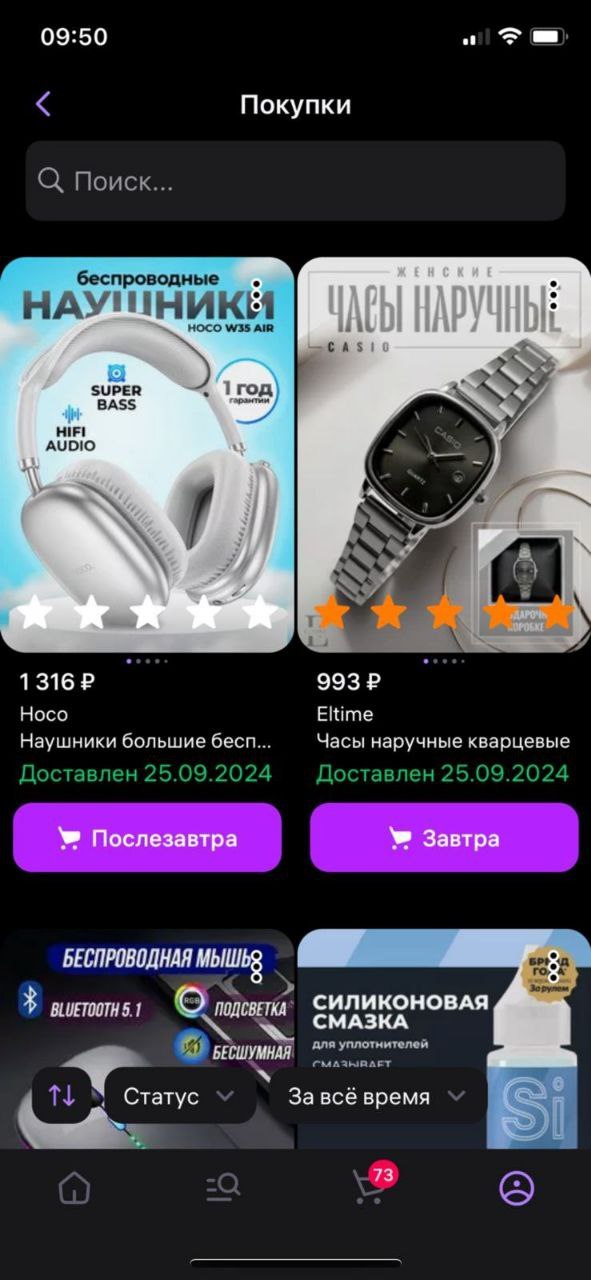 09:50
Покупки
Поиск...
беспроводные
НАУШНИКИ
HOCO W35 AIR
SUPER
BASS
1 год
гарантии
HIFI
AUDIO
HOCO.
ЖЕНСКИЕ
ЧАСЫ НАРУЧНЫЕ
CASIO
CASIO
QUARTZ
КОРОБКЕ
1 316 ₽
Hoco
Наушники большие бесп...
Доставлен 25.09.2024
Послезавтра
993 ₽
Eltime
Часы наручные кварцевые
Доставлен 25.09.2024
Завтра
БЕСПРОВОДНАЯ МЫШЬ
BLUETOOTH 5.1
RGB
ПОДСВЕТКА
БЕСШУМНАЯ
БРЕНД
ГОДА
За рулем
СИЛИКОНОВАЯ
СМАЗКА
для уплотнителей
СМАЗЫВАЕТ
Si
Статус
За всё время
73